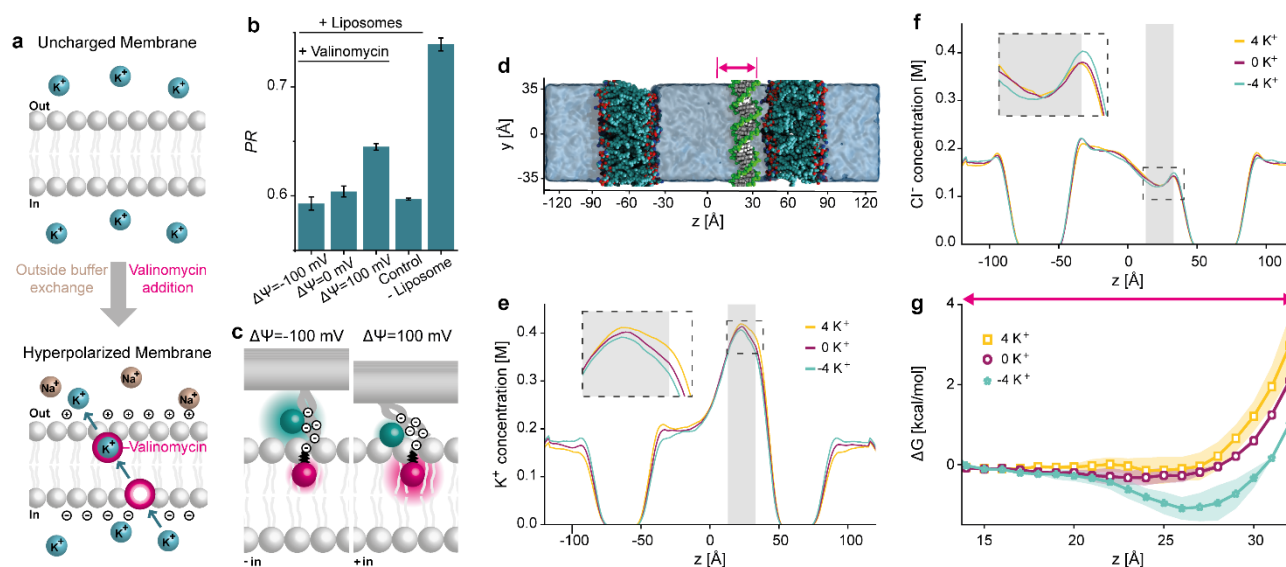 a
Uncharged Membrane
K+ K+ K+
Out
In
K+ K+ K+
Outside buffer exchange
Valinomycin addition
Hyperpolarized Membrane
Na+ K+ Na+
Out + + + + + + +
K+ Valinomycin
In − − − − − −
K+ K+ K+
b
+ Liposomes
+ Valinomycin
PR
0.7
0.6
ΔΨ=-100 mV
ΔΨ=0 mV
ΔΨ=100 mV
Control
- Liposome
c
ΔΨ=-100 mV ΔΨ=100 mV
- in + in
d
y [Å]
35
0
-35
-120 -90 -60 -30 0 30 60 90 120
z [Å]
e
K+ concentration [M]
0.4
0.2
0.0
-100 -50 0 50 100
z [Å]
4 K+
0 K+
-4 K+
f
Cl- concentration [M]
0.4
0.3
0.2
0.1
0.0
-100 -50 0 50 100
z [Å]
4 K+
0 K+
-4 K+
g
ΔG [kcal/mol]
4
2
0
-2
15 20 25 30
z [Å]
4 K+
0 K+
-4 K+